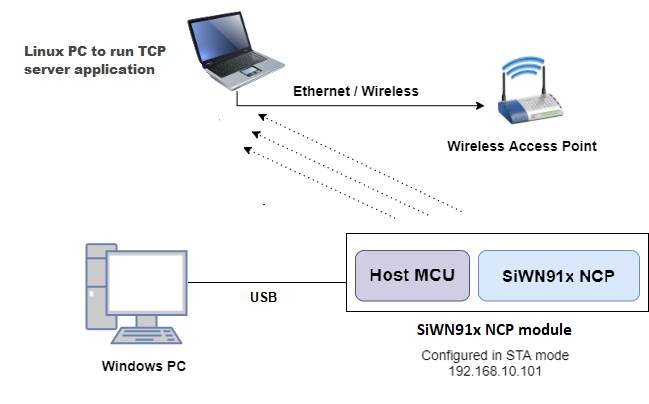 Linux PC to run TCP
server application
Ethernet / Wireless
Wireless Access Point
Host MCU
SiWN91x NCP
USB
SiWN91x NCP module
Configured in STA mode
192.168.10.101
Windows PC